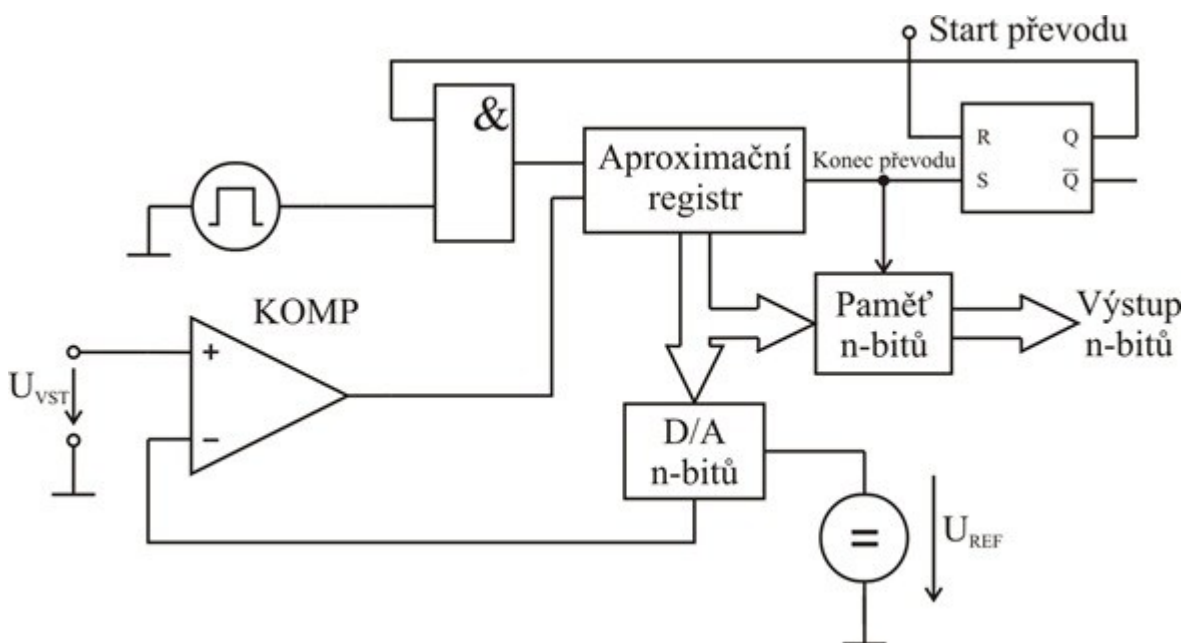 Start převodu
&
R
Q
Aproximační
registr
Konec převodu
S
Q̅
KOMP
+
−
U_VST
Paměť
n-bitů
Výstup
n-bitů
D/A
n-bitů
=
U_REF